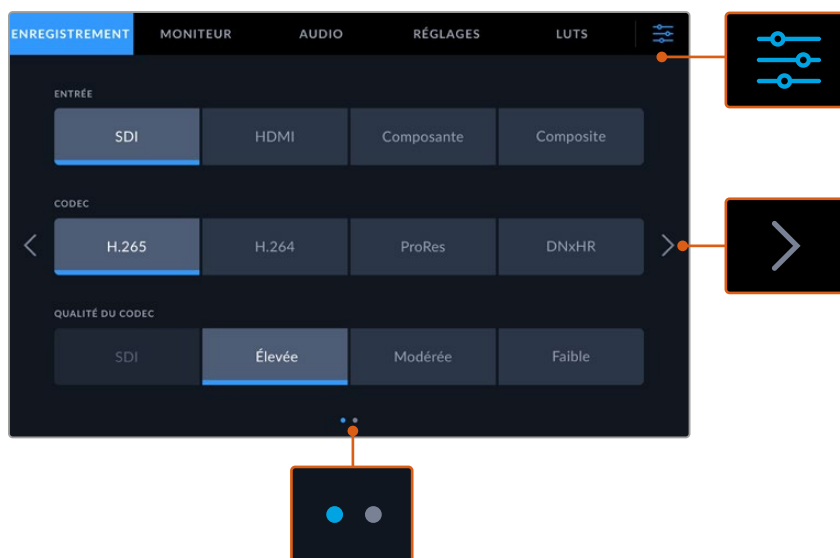 ENREGISTREMENT MONITEUR AUDIO RÉGLAGES LUTS
ENTRÉE
SDI HDMI Composante Composite
CODEC
H.265 H.264 ProRes DNxHR
QUALITÉ DU CODEC
SDI Élevée Modérée Faible